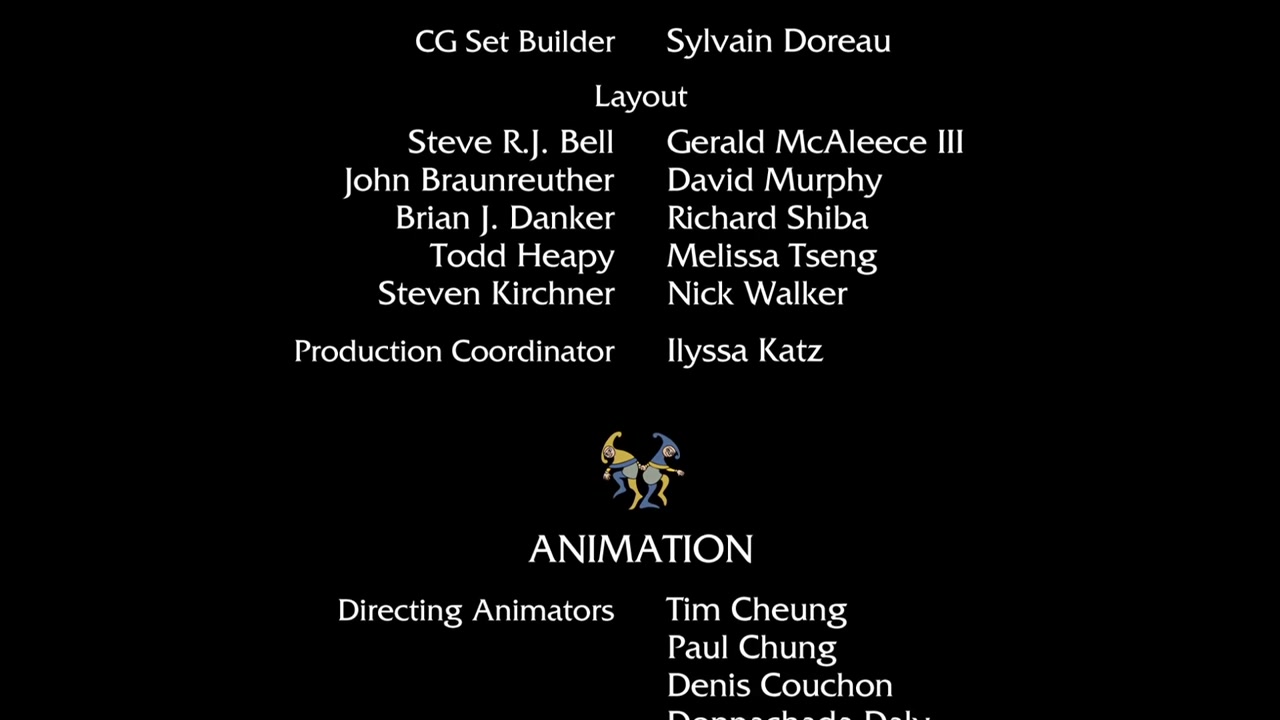 CG Set Builder Sylvain Doreau
Layout
Steve R.J. Bell Gerald McAleece III
John Braunreuther David Murphy
Brian J. Danker Richard Shiba
Todd Heapy Melissa Tseng
Steven Kirchner Nick Walker
Production Coordinator Ilyssa Katz
ANIMATION
Directing Animators Tim Cheung
Paul Chung
Denis Couchon